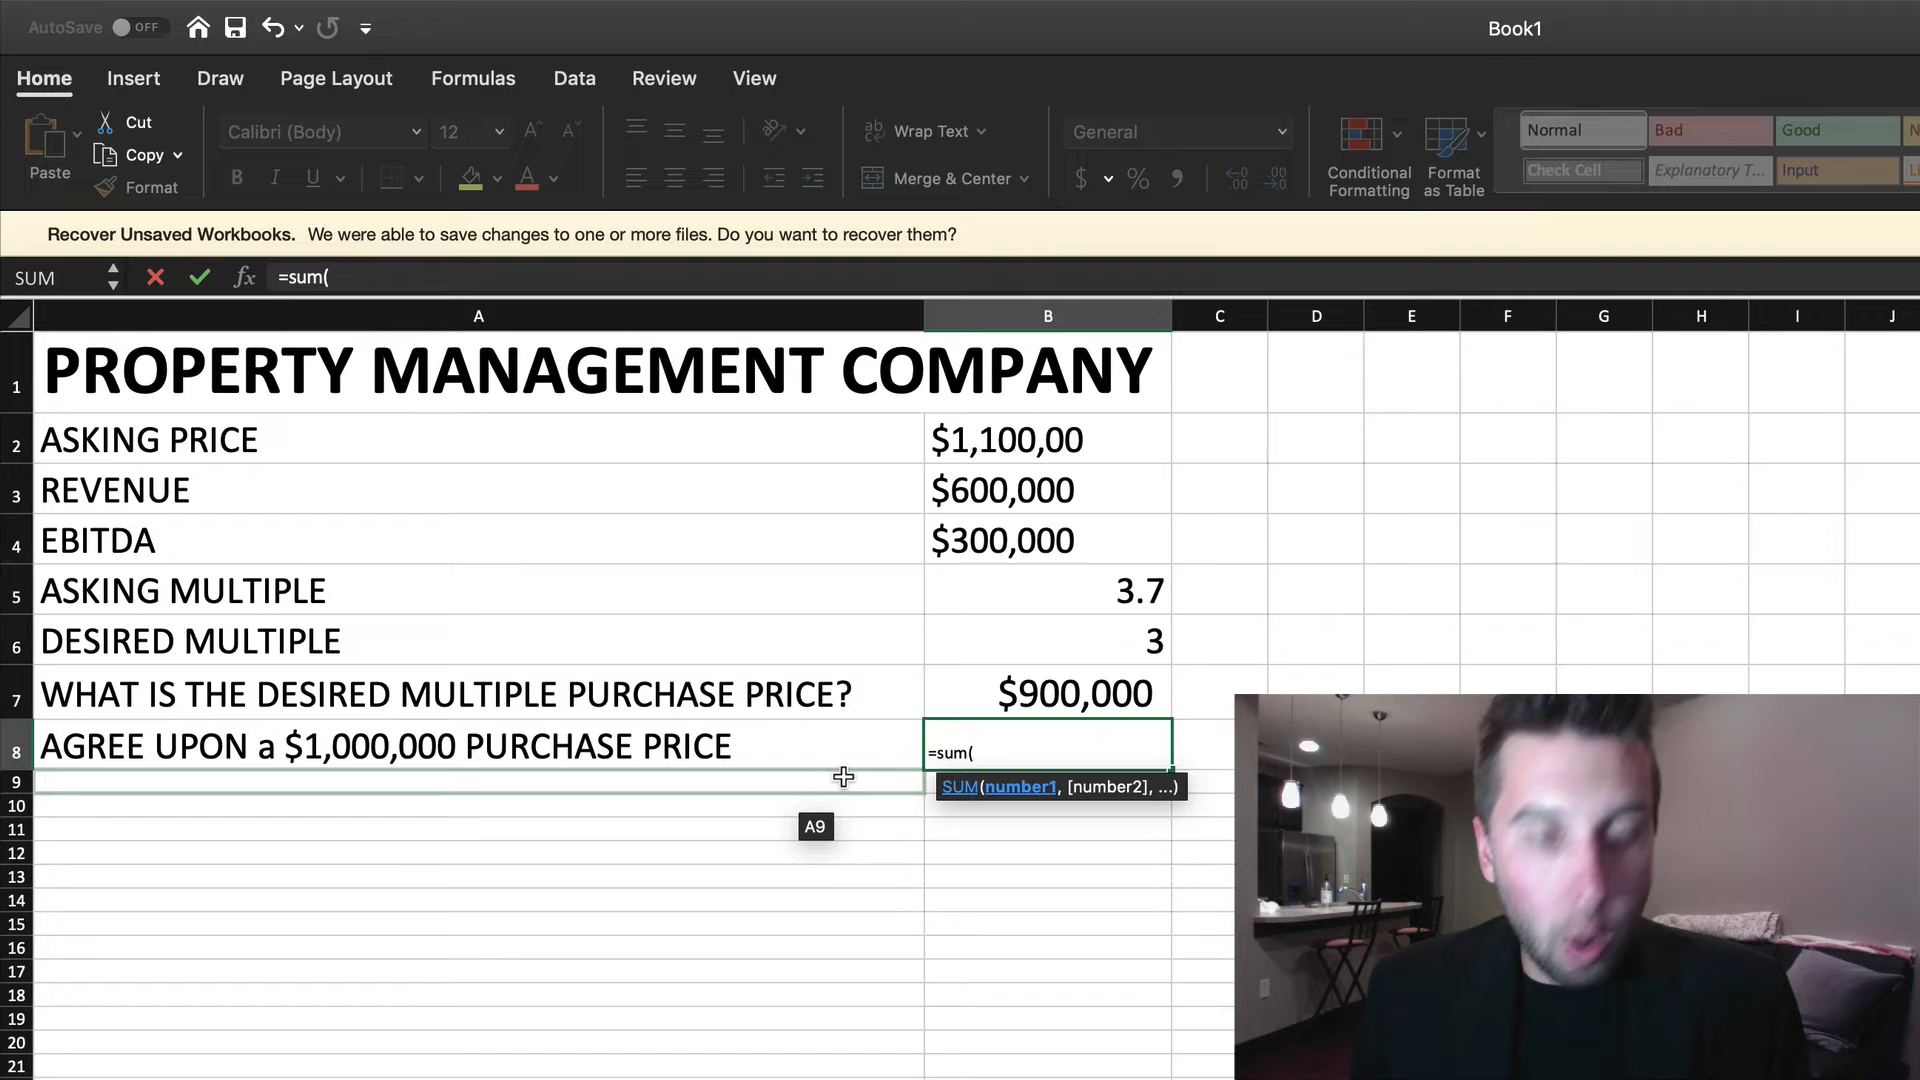 AutoSave OFF
Book1
Home Insert Draw Page Layout Formulas Data Review View
Paste
Cut
Copy
Format
Calibri (Body) 12
B I U
A A
ab Wrap Text
Merge & Center
General
$ % ,
Conditional Formatting
Format as Table
Normal Bad Good
Check Cell Explanatory T... Input
Recover Unsaved Workbooks. We were able to save changes to one or more files. Do you want to recover them?
SUM fx =sum(
A B C D E F G H I J
1 PROPERTY MANAGEMENT COMPANY
2 ASKING PRICE $1,100,00
3 REVENUE $600,000
4 EBITDA $300,000
5 ASKING MULTIPLE 3.7
6 DESIRED MULTIPLE 3
7 WHAT IS THE DESIRED MULTIPLE PURCHASE PRICE? $900,000
8 AGREE UPON a $1,000,000 PURCHASE PRICE =sum(
9
SUM(number1, [number2], ...)
10
11
A9
12
13
14
15
16
17
18
19
20
21